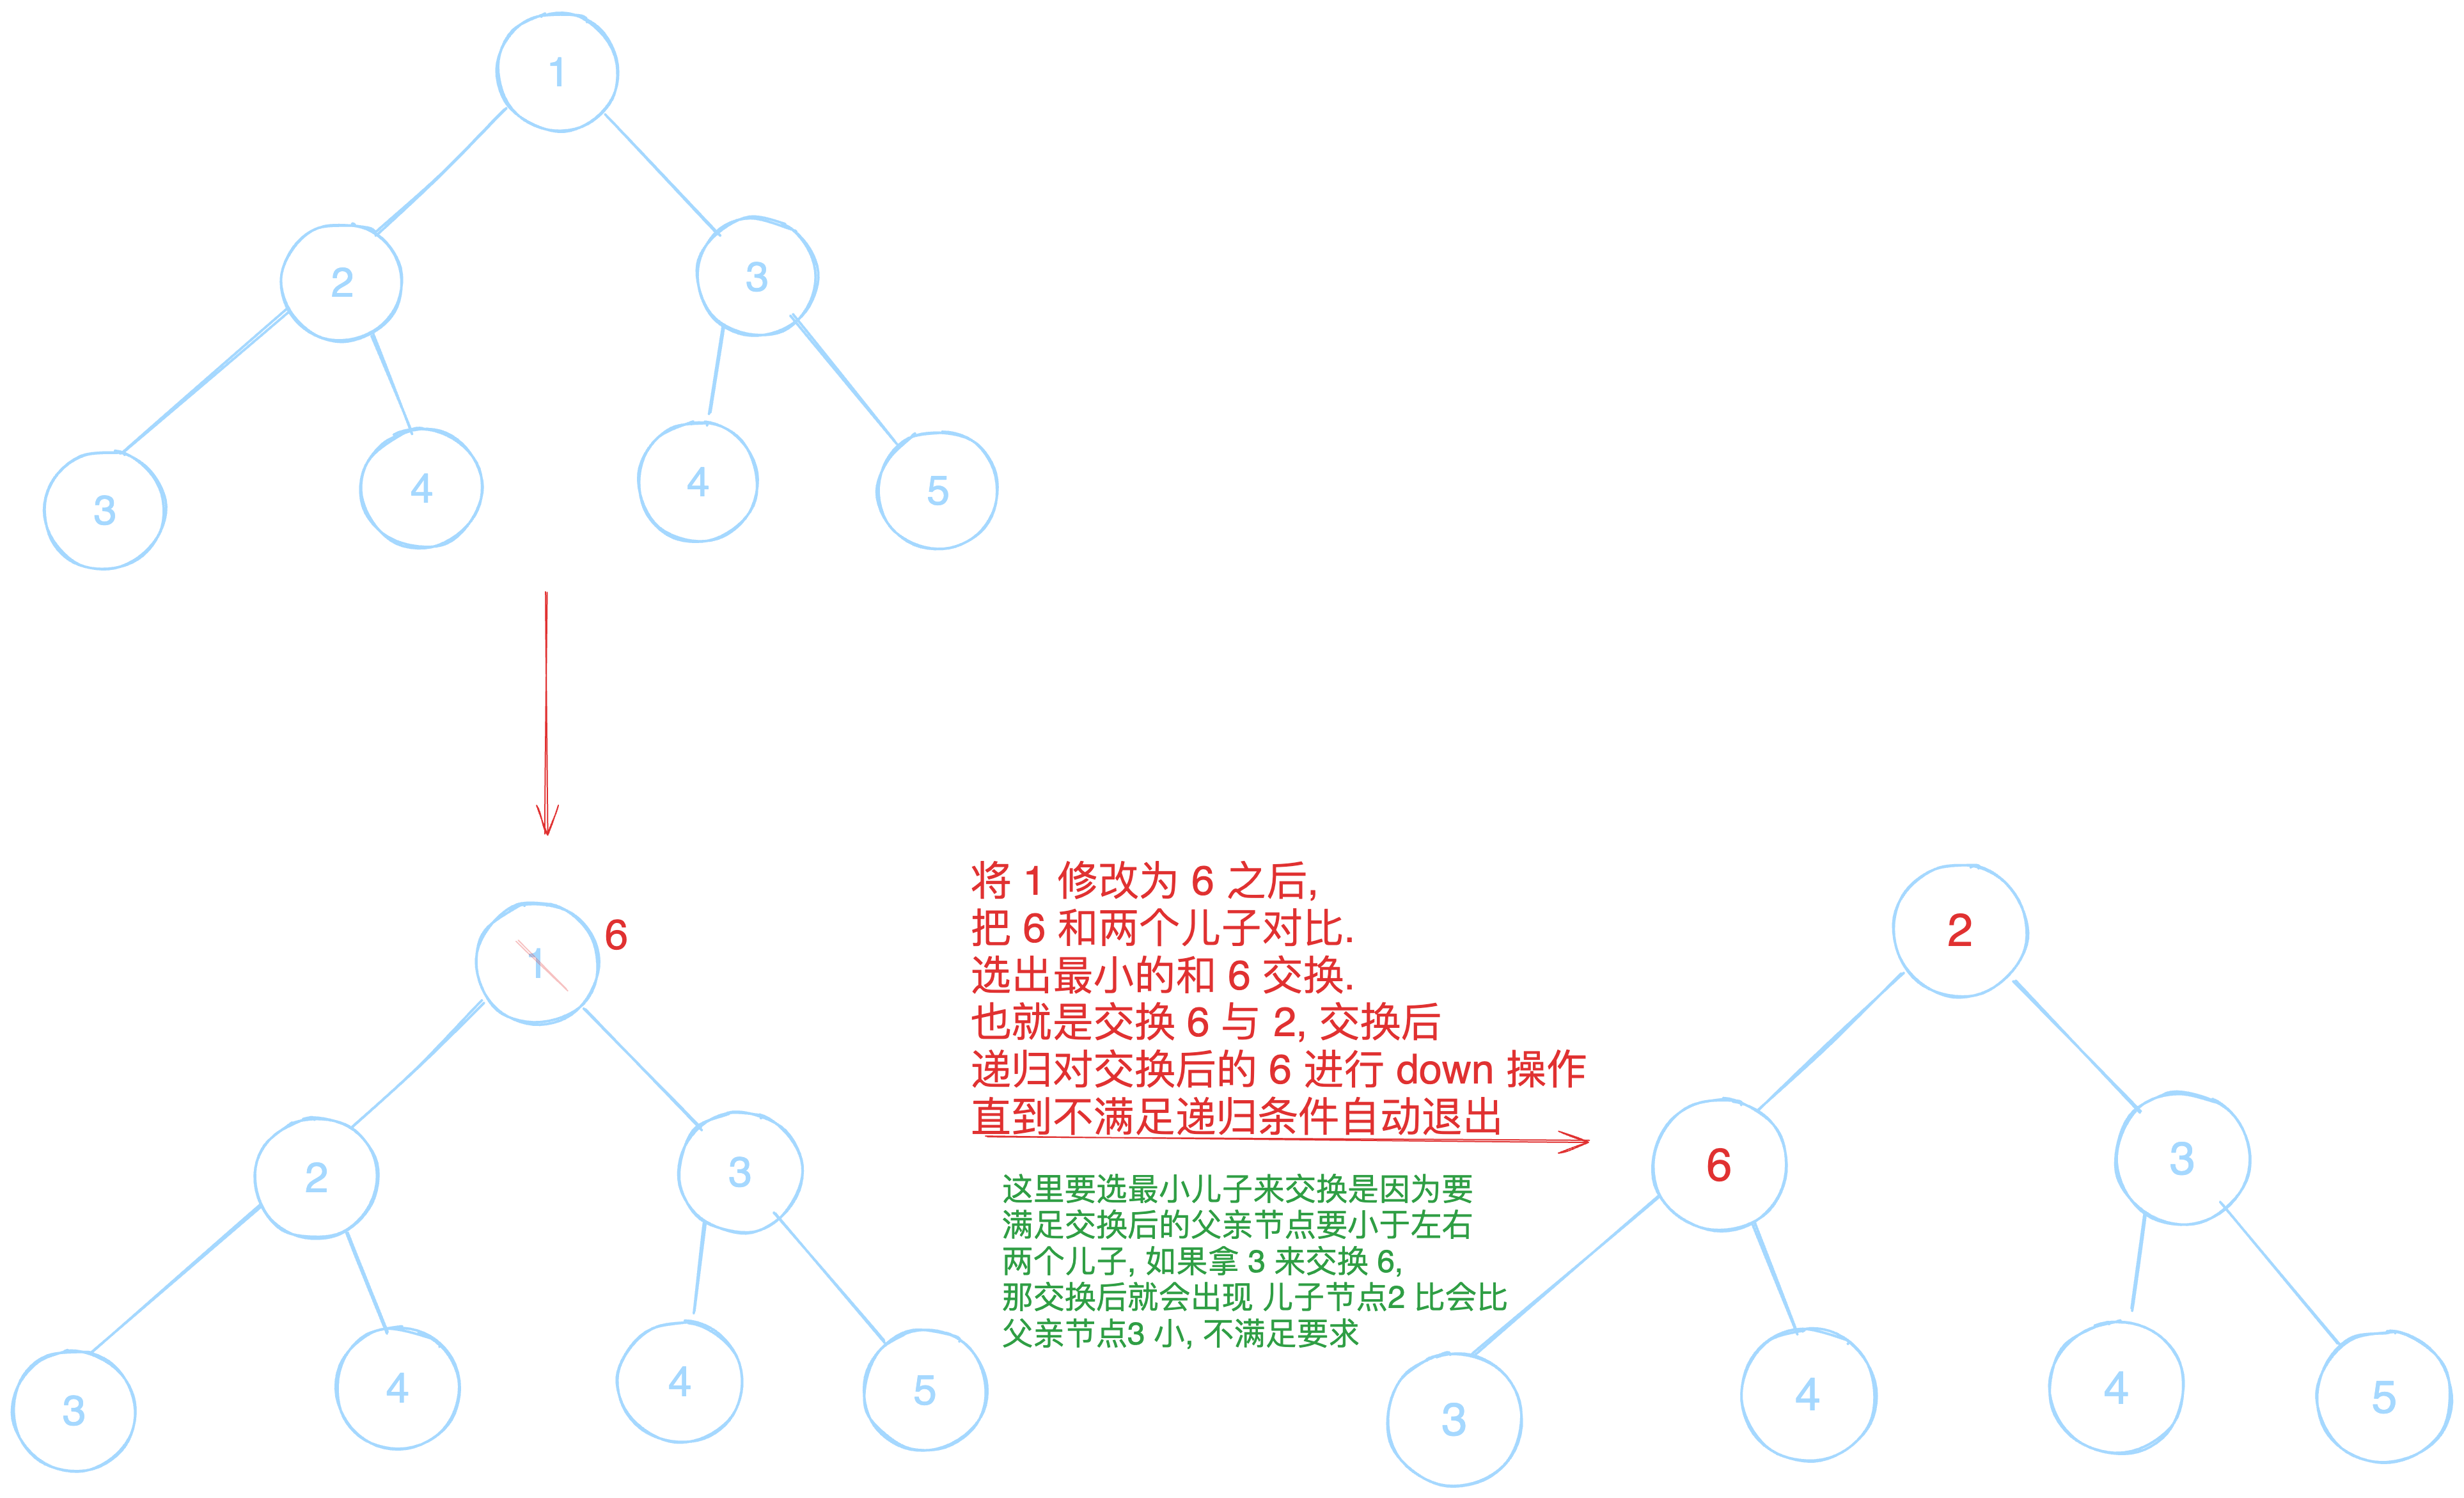 1
2
3
3
4
4
5
1
6
2
3
3
4
4
5
将 1 修改为 6 之后,
把 6 和两个儿子对比.
选出最小的和 6 交换.
也就是交换 6 与 2, 交换后
递归对交换后的 6 进行 down 操作
直到不满足递归条件自动退出
这里要选最小儿子来交换是因为要
满足交换后的父亲节点要小于左右
两个儿子, 如果拿 3 来交换 6,
那交换后就会出现 儿子节点2 比会比
父亲节点3 小, 不满足要求
2
6
3
3
4
4
5